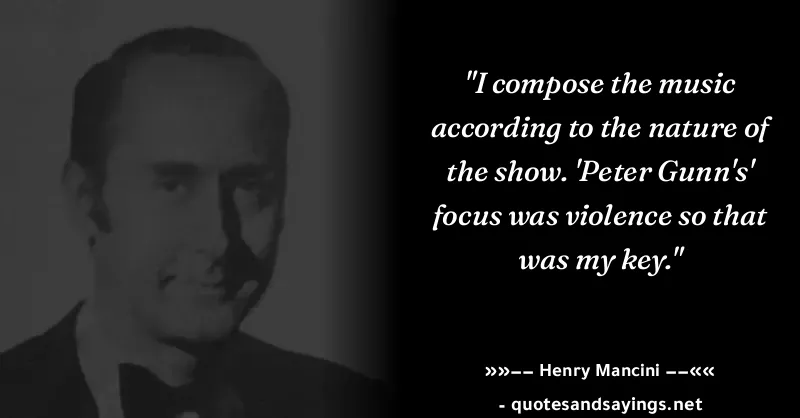 "I compose the music
according to the nature of
the show. 'Peter Gunn's'
focus was violence so that
was my key."
»»–– Henry Mancini ––««
- quotesandsayings.net